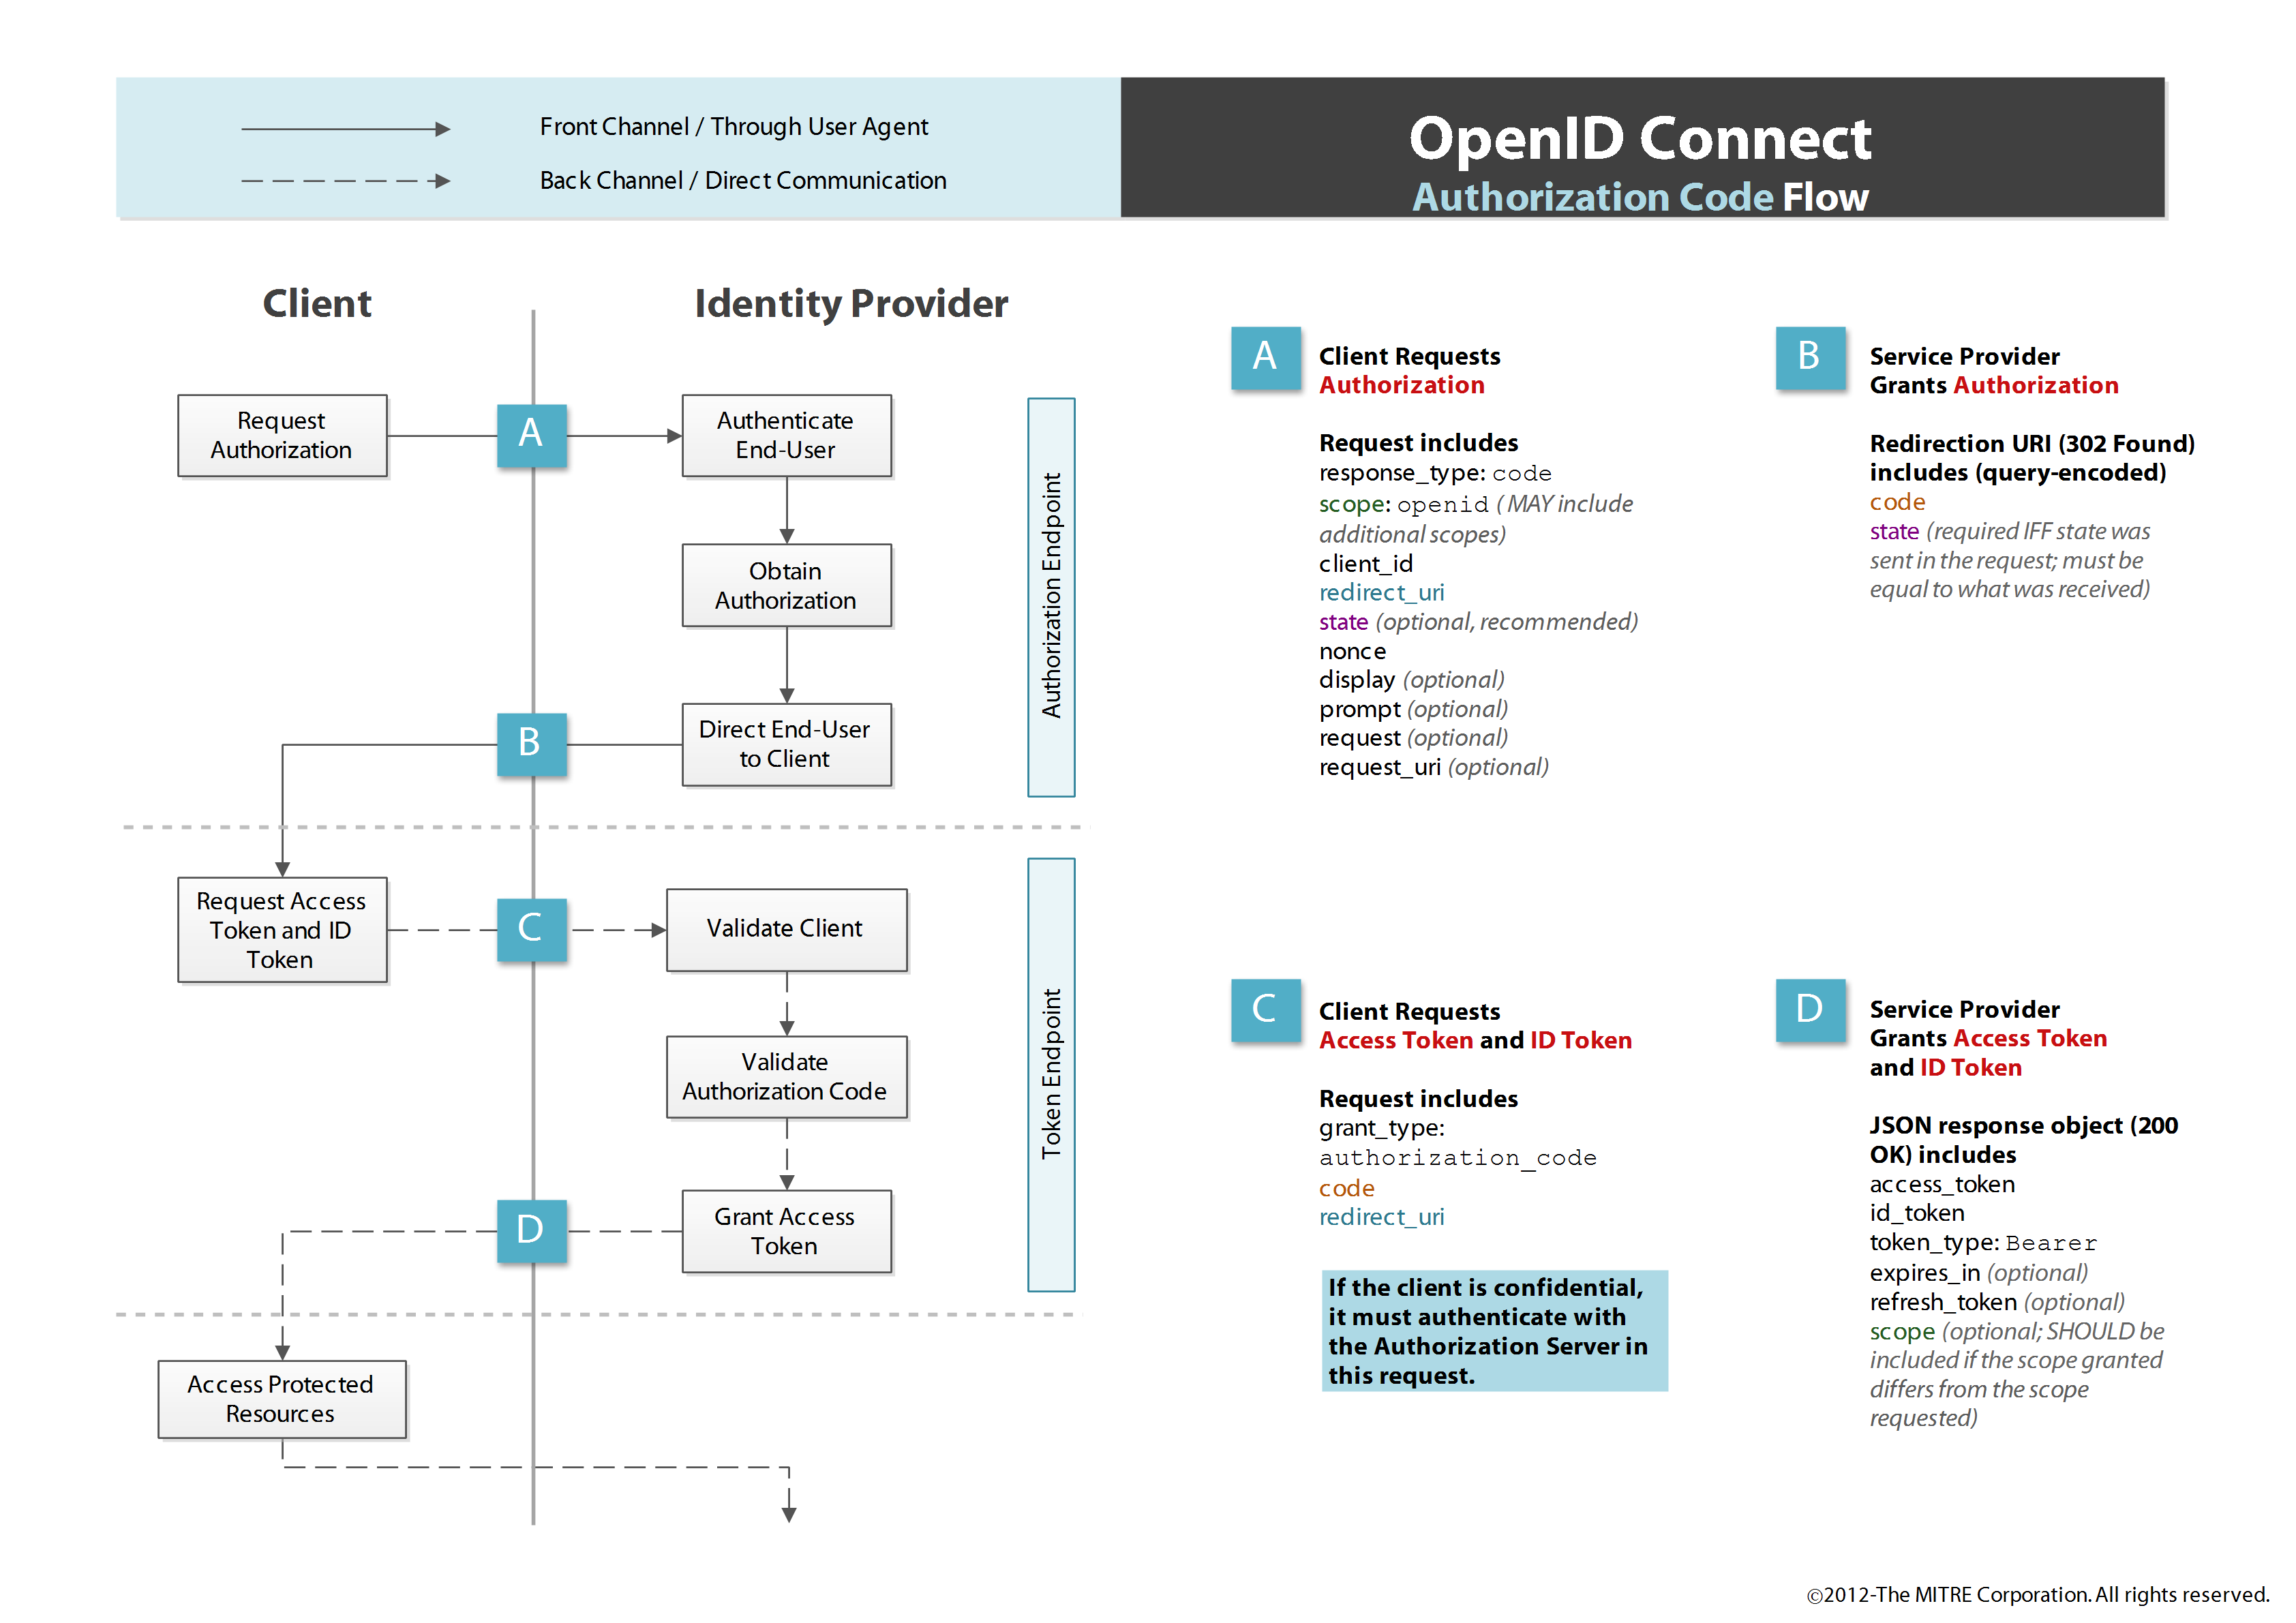 Front Channel / Through User Agent
Back Channel / Direct Communication
OpenID Connect
Authorization Code Flow
Client
Identity Provider
Request
Authorization
A
Authenticate
End-User
Obtain
Authorization
B
Direct End-User
to Client
Authorization Endpoint
Request Access
Token and ID
Token
C
Validate Client
Validate
Authorization Code
D
Grant Access
Token
Token Endpoint
Access Protected
Resources
A
Client Requests
Authorization
Request includes
response_type: code
scope: openid (MAY include
additional scopes)
client_id
redirect_uri
state (optional, recommended)
nonce
display (optional)
prompt (optional)
request (optional)
request_uri (optional)
B
Service Provider
Grants Authorization
Redirection URI (302 Found)
includes (query-encoded)
code
state (required IFF state was
sent in the request; must be
equal to what was received)
C
Client Requests
Access Token and ID Token
Request includes
grant_type:
authorization_code
code
redirect_uri
If the client is confidential,
it must authenticate with
the Authorization Server in
this request.
D
Service Provider
Grants Access Token
and ID Token
JSON response object (200
OK) includes
access_token
id_token
token_type: Bearer
expires_in (optional)
refresh_token (optional)
scope (optional; SHOULD be
included if the scope granted
differs from the scope
requested)
©2012-The MITRE Corporation. All rights reserved.